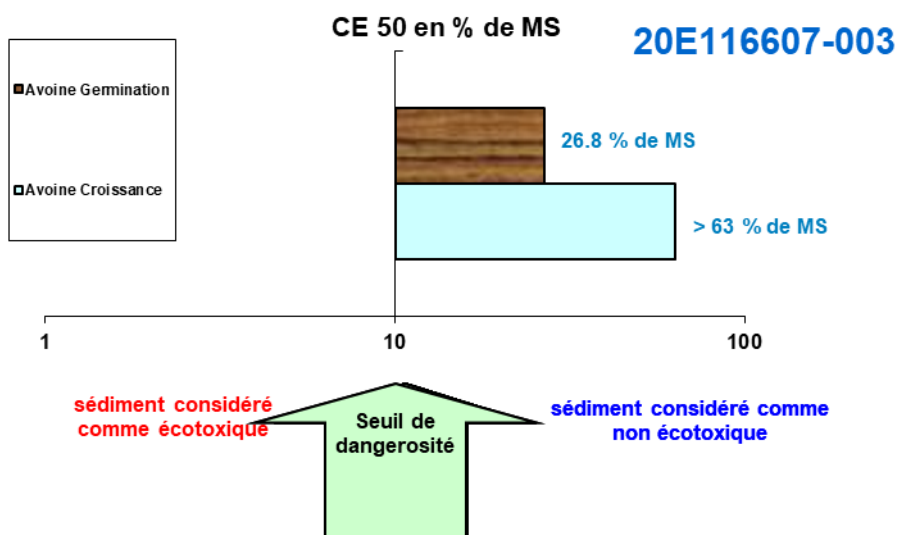 CE 50 en % de MS
20E116607-003
Avoine Germination
Avoine Croissance
26.8 % de MS
> 63 % de MS
1
10
100
sédiment considéré
comme écotoxique
Seuil de
dangerosité
sédiment considéré comme
non écotoxique